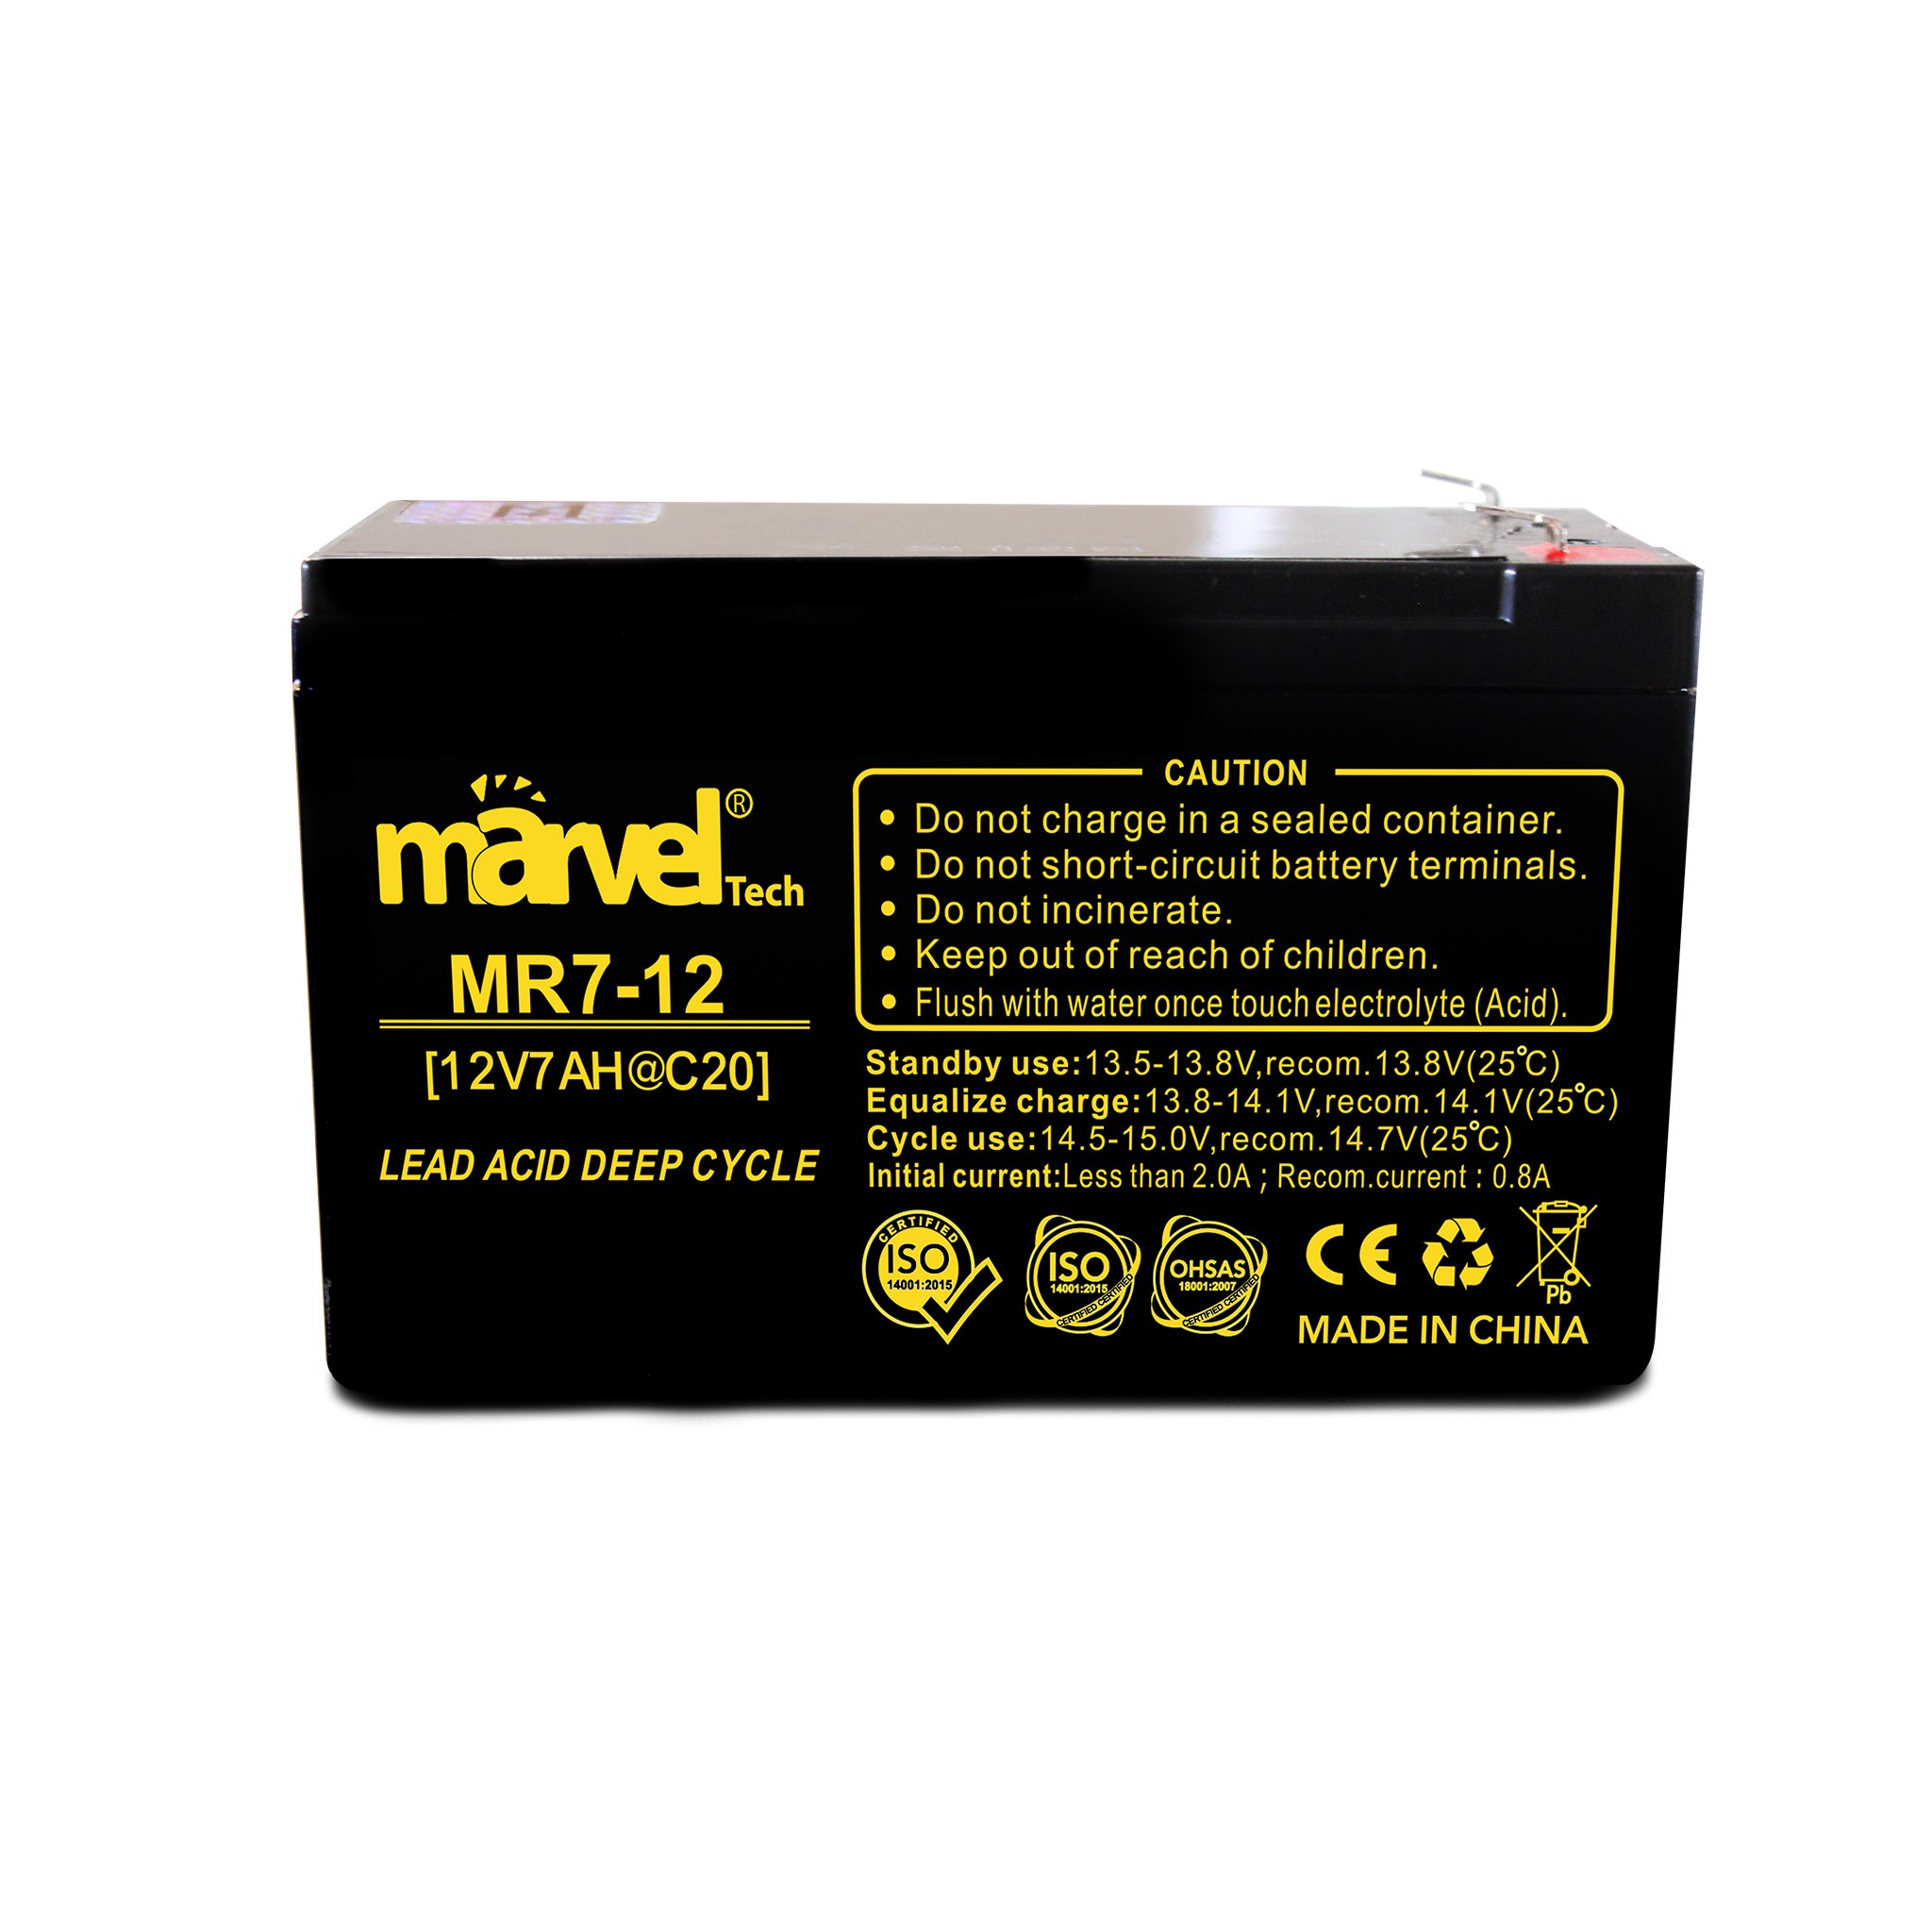 marvel® Tech
MR7-12
[12V7AH@C20]
LEAD ACID DEEP CYCLE
CAUTION
• Do not charge in a sealed container.
• Do not short-circuit battery terminals.
• Do not incinerate.
• Keep out of reach of children.
• Flush with water once touch electrolyte (Acid).
Standby use:13.5-13.8V,recom.13.8V(25°C)
Equalize charge:13.8-14.1V,recom.14.1V(25°C)
Cycle use:14.5-15.0V,recom.14.7V(25°C)
Initial current:Less than 2.0A ; Recom.current : 0.8A
CERTIFIED
ISO
14001:2015
ISO
14001:2015
CERTIFIED CERTIFIED
OHSAS
18001:2007
CERTIFIED CERTIFIED
CE
Pb
MADE IN CHINA